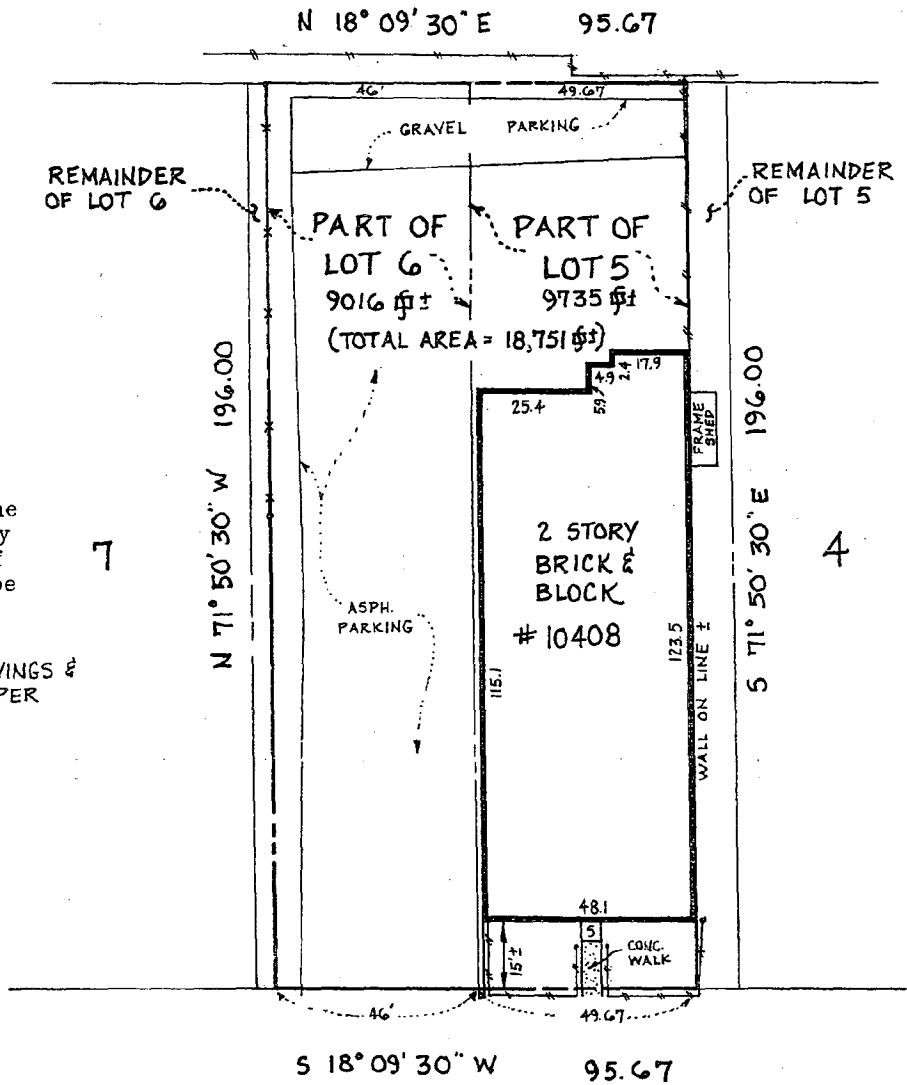 N 18° 09' 30" E 95.67
46' 49.67
GRAVEL PARKING
REMAINDER
OF LOT 6
REMAINDER
OF LOT 5
PART OF
LOT 6
9016 ±
PART OF
LOT 5
9735 ±
(TOTAL AREA = 18,751 ±)
25.4
5.9
4.9
2.4
17.9
FRAME
SHED
N 71° 50' 30" W 196.00
S 71° 50' 30" E 196.00
7
4
2 STORY
BRICK &
BLOCK
# 10408
ASPH.
PARKING
115.1
123.5
WALL ON LINE ±
VINGS &
PER
48.1
15'±
5
CONC.
WALK
46'
49.67
S 18° 09' 30" W 95.67